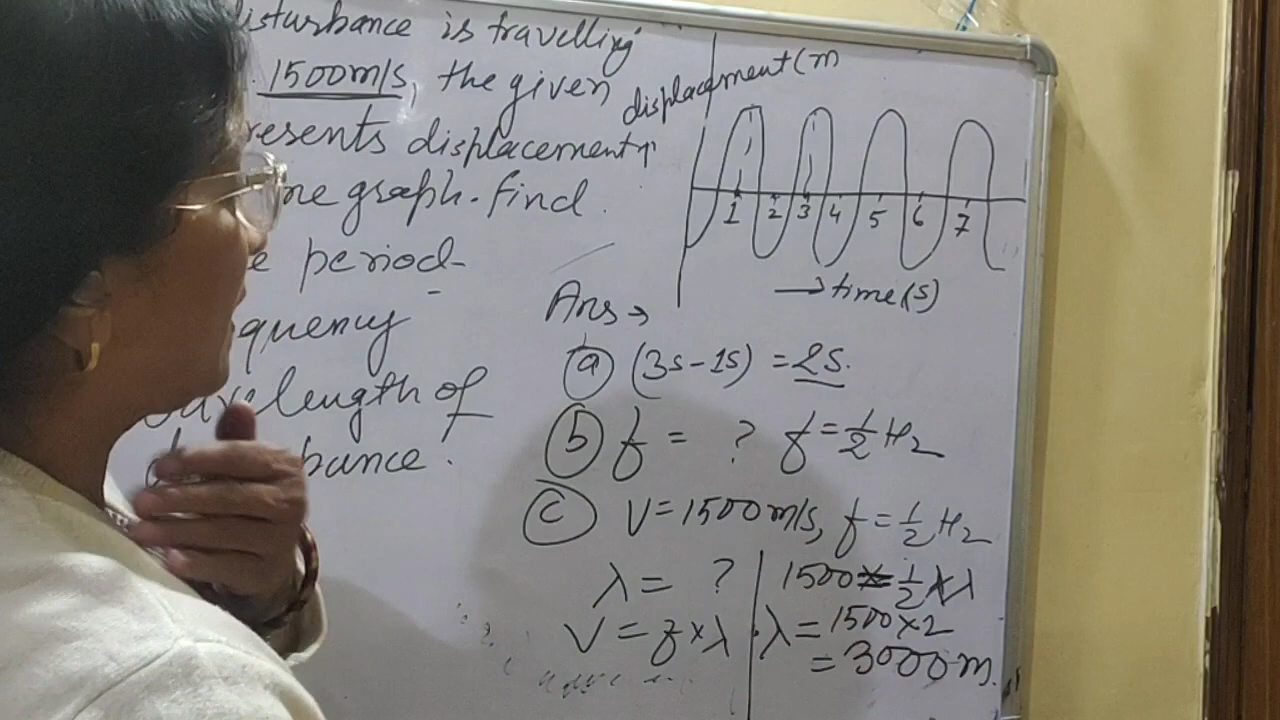 disturbance is travelling
1500m/s, the given
resents displacement
me graph. find
e period
quency
wavelength of
bance.
displacement (m
1 2 3 4 5 6 7
→ time(s)
Ans →
(a) (3s-1s) = 2s.
(b) f = ? f = 1/2 Hz
(c) V = 1500 m/s, f = 1/2 Hz
λ = ?
V = f × λ
1500 = 1/2 × λ
λ = 1500 × 2
= 3000 m.